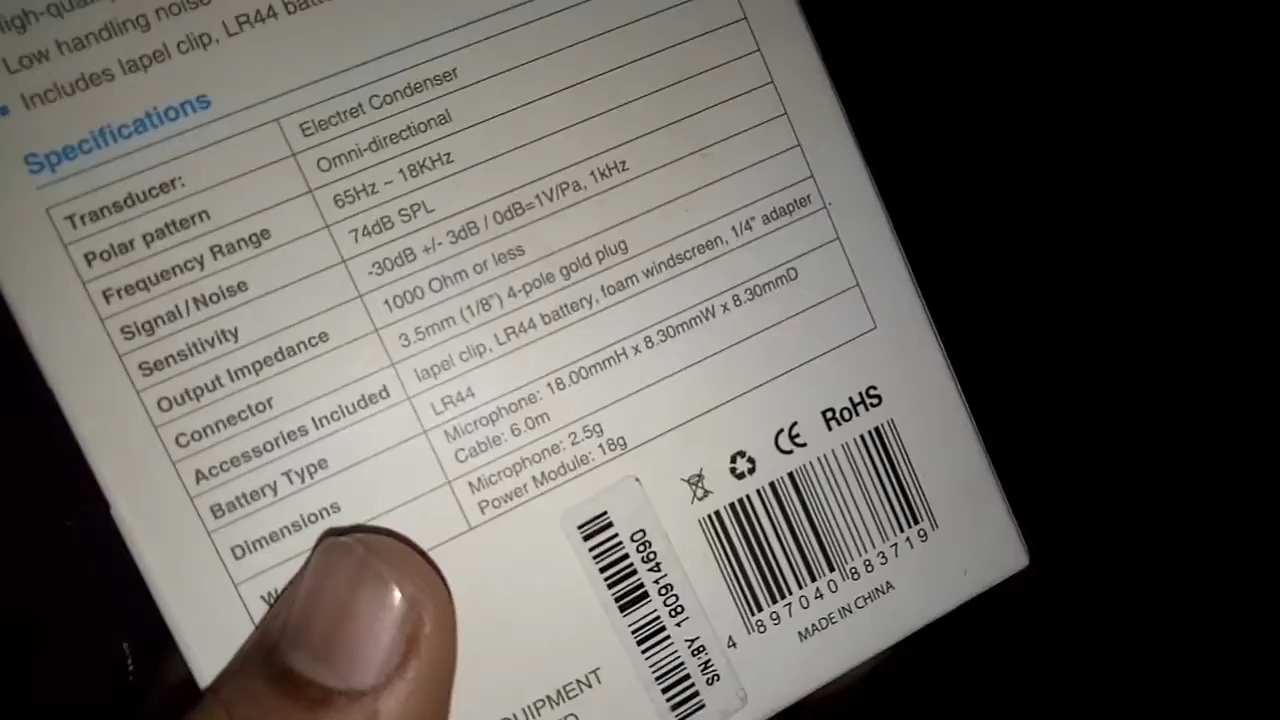 High-qual
Low handling noise
• Includes lapel clip, LR44 batt
Specifications
Transducer: Electret Condenser
Polar pattern Omni-directional
Frequency Range 65Hz ~ 18KHz
Signal/Noise 74dB SPL
Sensitivity -30dB +/- 3dB / 0dB=1V/Pa, 1kHz
Output Impedance 1000 Ohm or less
Connector 3.5mm (1/8") 4-pole gold plug
Accessories Included lapel clip, LR44 battery, foam windscreen, 1/4" adapter
Battery Type LR44
Dimensions Microphone: 18.00mmH x 8.30mmW x 8.30mmD
Cable: 6.0m
W
Microphone: 2.5g
Power Module: 18g
CE RoHS
4 897040 883719
MADE IN CHINA
S/N:BY 180914690
UIPMENT